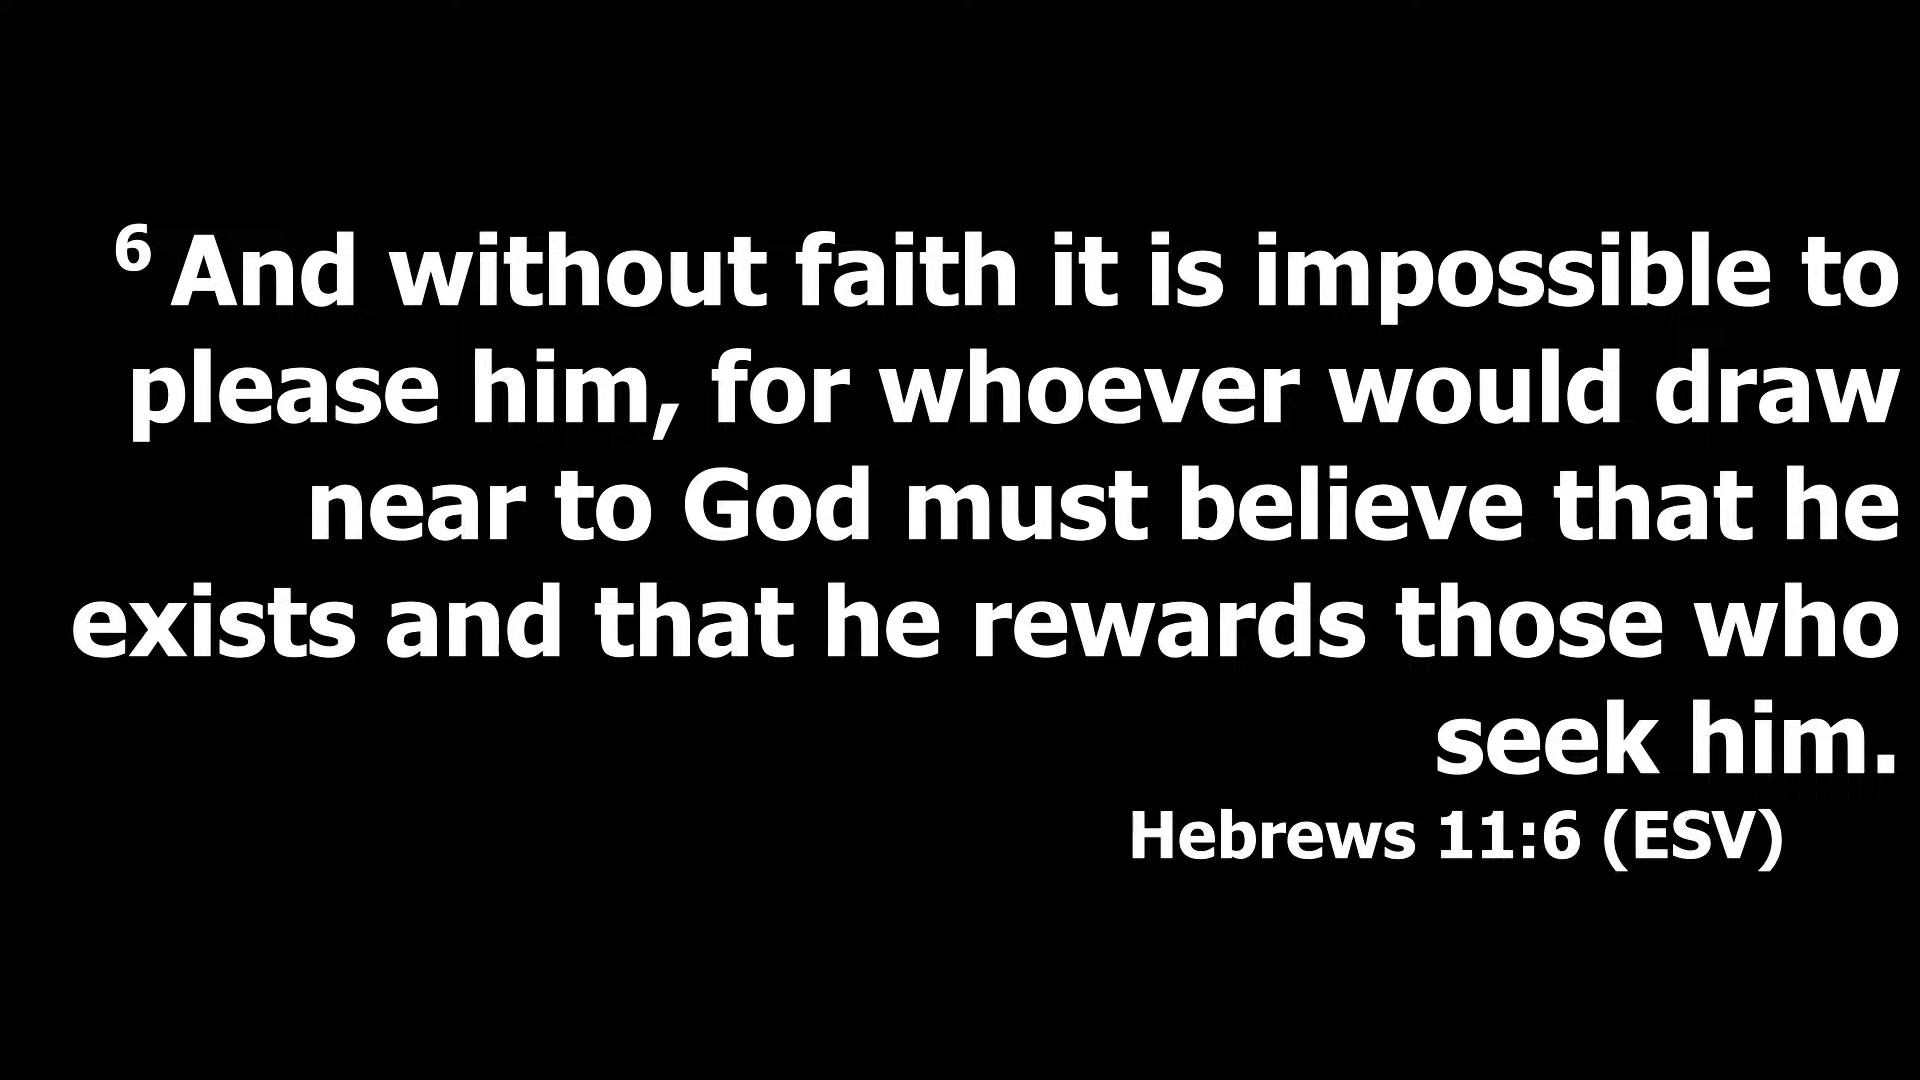 6 And without faith it is impossible to
please him, for whoever would draw
near to God must believe that he
exists and that he rewards those who
seek him.
Hebrews 11:6 (ESV)